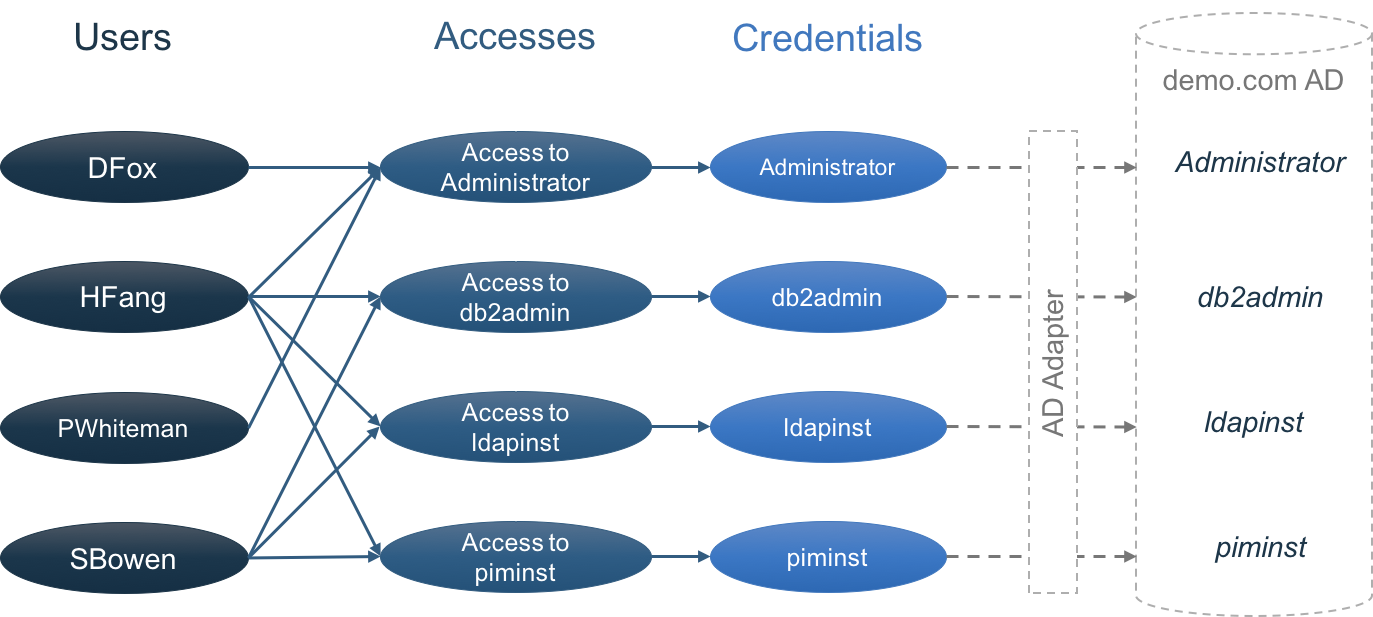 Users
Accesses
Credentials
demo.com AD
DFox
Access to
Administrator
Administrator
Administrator
HFang
Access to
db2admin
db2admin
db2admin
AD Adapter
PWhiteman
Access to
ldapinst
ldapinst
ldapinst
SBowen
Access to
piminst
piminst
piminst